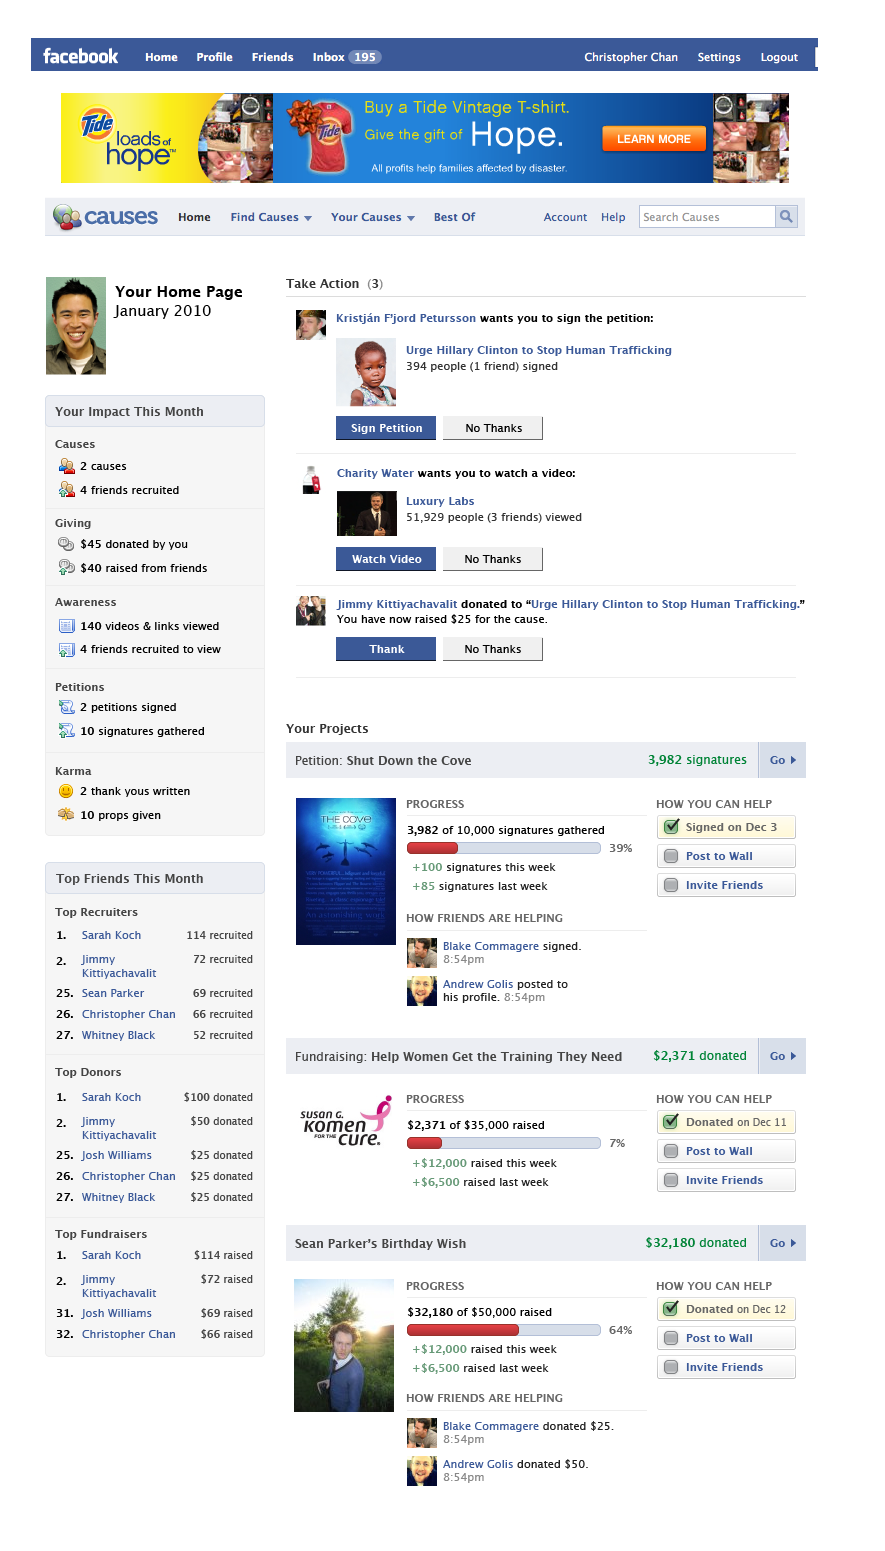 facebook Home Profile Friends Inbox 195 Christopher Chan Settings Logout
Tide
loads of
hope™
Tide
Buy a Tide Vintage T-shirt.
Give the gift of Hope.
All profits help families affected by disaster.
LEARN MORE
causes Home Find Causes Your Causes Best Of Account Help Search Causes
Your Home Page
January 2010
Your Impact This Month
Causes
2 causes
4 friends recruited
Giving
$45 donated by you
$40 raised from friends
Awareness
140 videos & links viewed
4 friends recruited to view
Petitions
2 petitions signed
10 signatures gathered
Karma
2 thank yous written
10 props given
Top Friends This Month
Top Recruiters
1. Sarah Koch 114 recruited
2. Jimmy 72 recruited
Kittiyachavalit
25. Sean Parker 69 recruited
26. Christopher Chan 66 recruited
27. Whitney Black 52 recruited
Top Donors
1. Sarah Koch $100 donated
2. Jimmy $50 donated
Kittiyachavalit
25. Josh Williams $25 donated
26. Christopher Chan $25 donated
27. Whitney Black $25 donated
Top Fundraisers
1. Sarah Koch $114 raised
2. Jimmy $72 raised
Kittiyachavalit
31. Josh Williams $69 raised
32. Christopher Chan $66 raised
Take Action (3)
Kristján F'jord Petursson wants you to sign the petition:
Urge Hillary Clinton to Stop Human Trafficking
394 people (1 friend) signed
Sign Petition No Thanks
Charity Water wants you to watch a video:
Luxury Labs
51,929 people (3 friends) viewed
Watch Video No Thanks
Jimmy Kittiyachavalit donated to “Urge Hillary Clinton to Stop Human Trafficking.”
You have now raised $25 for the cause.
Thank No Thanks
Your Projects
Petition: Shut Down the Cove 3,982 signatures Go
THE COVE
PROGRESS
3,982 of 10,000 signatures gathered
39%
+100 signatures this week
+85 signatures last week
HOW FRIENDS ARE HELPING
Blake Commagere signed.
8:54pm
Andrew Golis posted to
his profile. 8:54pm
HOW YOU CAN HELP
Signed on Dec 3
Post to Wall
Invite Friends
Fundraising: Help Women Get the Training They Need $2,371 donated Go
susan G.
komen
FOR THE cure.
PROGRESS
$2,371 of $35,000 raised
7%
+$12,000 raised this week
+$6,500 raised last week
HOW YOU CAN HELP
Donated on Dec 11
Post to Wall
Invite Friends
Sean Parker's Birthday Wish $32,180 donated Go
PROGRESS
$32,180 of $50,000 raised
64%
+$12,000 raised this week
+$6,500 raised last week
HOW FRIENDS ARE HELPING
Blake Commagere donated $25.
8:54pm
Andrew Golis donated $50.
8:54pm
HOW YOU CAN HELP
Donated on Dec 12
Post to Wall
Invite Friends